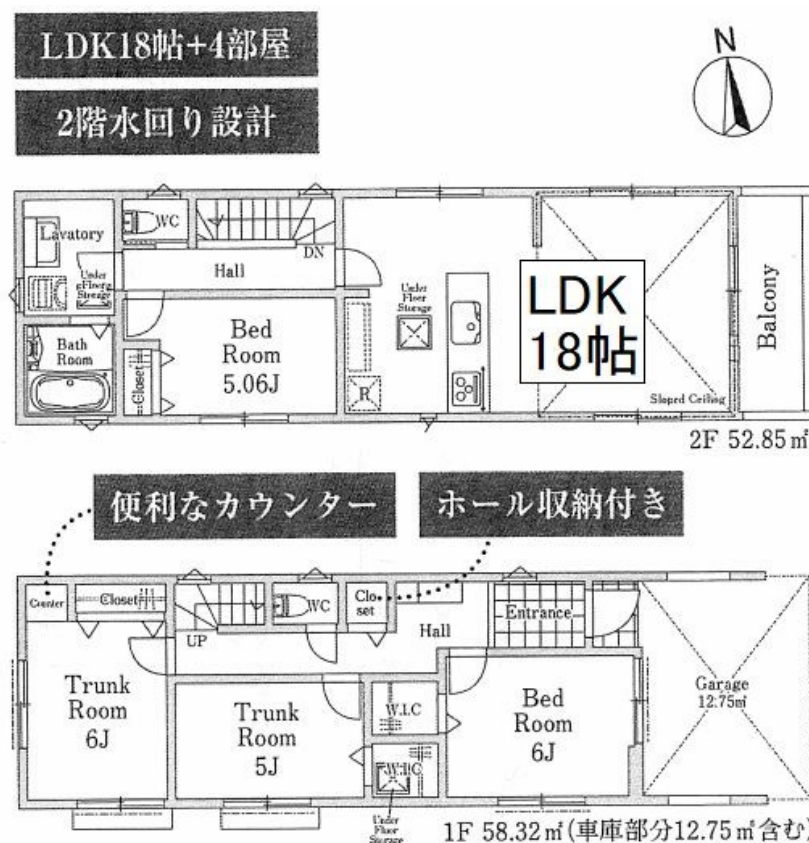 LDK18帖+4部屋
2階水回り設計
N
Lavatory
WC
DN
Hall
Under
Floor
Storage
Bath
Room
Closet
Bed
Room
5.06J
Under
Floor
Storage
R
LDK
18帖
Sloped Ceiling
Balcony
2F 52.85㎡
便利なカウンター
ホール収納付き
Counter
Closet
UP
WC
Clo
set
Hall
Entrance
Trunk
Room
6J
Trunk
Room
5J
W.I.C
W.I.C
Under
Floor
Storage
Bed
Room
6J
Garage
12.75㎡
1F 58.32㎡(車庫部分12.75㎡含む)